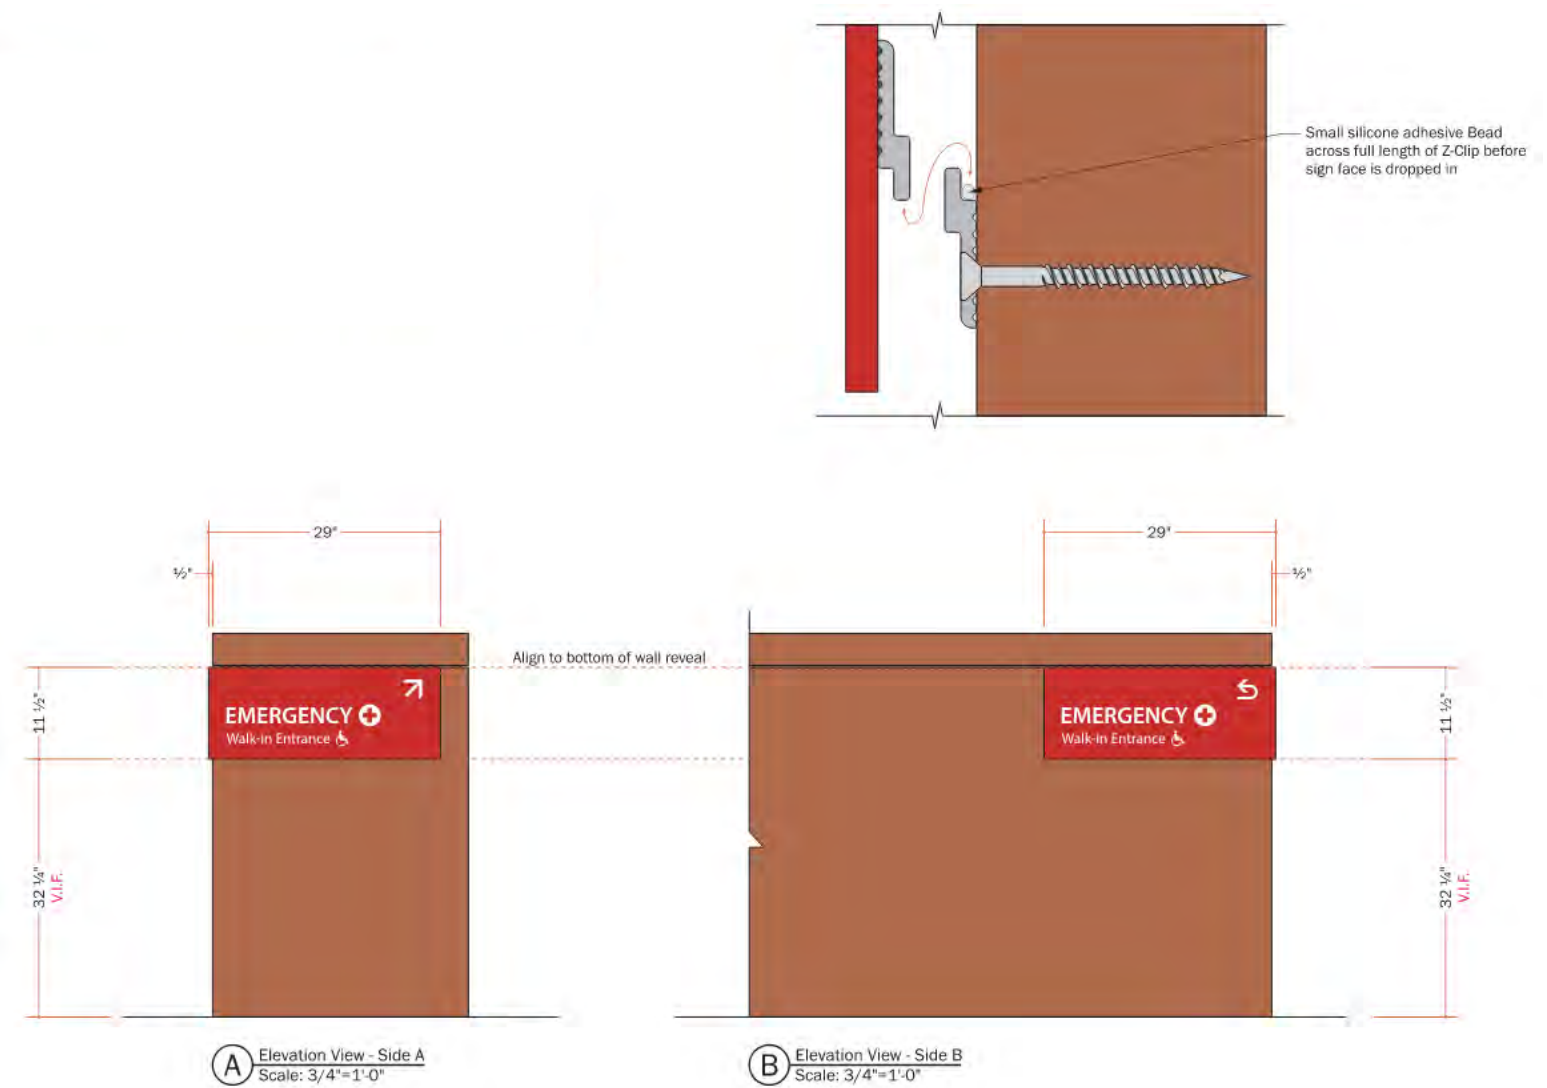 Small silicone adhesive Bead
across full length of Z-Clip before
sign face is dropped in
29"
½"
29"
½"
Align to bottom of wall reveal
11 ½"
EMERGENCY
Walk-in Entrance
EMERGENCY
Walk-in Entrance
11 ½"
32 ¼"
V.I.F.
32 ¼"
V.I.F.
A
Elevation View - Side A
Scale: 3/4"=1'-0"
B
Elevation View - Side B
Scale: 3/4"=1'-0"